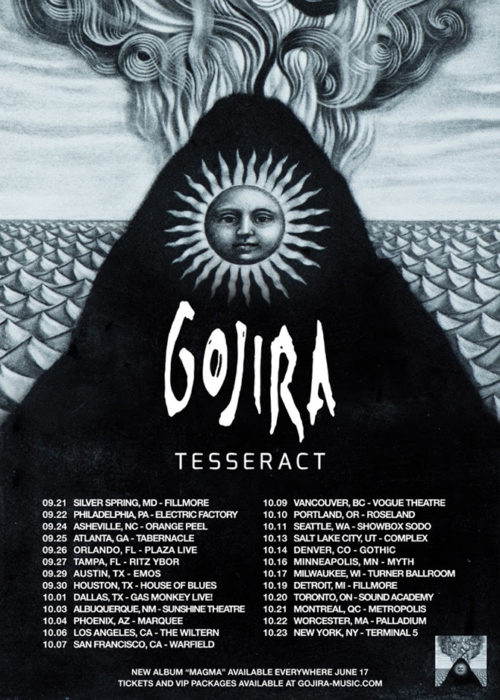 GOJIRA
TESSERACT
09.21 SILVER SPRING, MD - FILLMORE
09.22 PHILADELPHIA, PA - ELECTRIC FACTORY
09.24 ASHEVILLE, NC - ORANGE PEEL
09.25 ATLANTA, GA - TABERNACLE
09.26 ORLANDO, FL - PLAZA LIVE
09.27 TAMPA, FL - RITZ YBOR
09.29 AUSTIN, TX - EMOS
09.30 HOUSTON, TX - HOUSE OF BLUES
10.01 DALLAS, TX - GAS MONKEY LIVE!
10.03 ALBUQUERQUE, NM - SUNSHINE THEATRE
10.04 PHOENIX, AZ - MARQUEE
10.06 LOS ANGELES, CA - THE WILTERN
10.07 SAN FRANCISCO, CA - WARFIELD
10.09 VANCOUVER, BC - VOGUE THEATRE
10.10 PORTLAND, OR - ROSELAND
10.11 SEATTLE, WA - SHOWBOX SODO
10.13 SALT LAKE CITY, UT - COMPLEX
10.14 DENVER, CO - GOTHIC
10.16 MINNEAPOLIS, MN - MYTH
10.17 MILWAUKEE, WI - TURNER BALLROOM
10.19 DETROIT, MI - FILLMORE
10.20 TORONTO, ON - SOUND ACADEMY
10.21 MONTREAL, QC - METROPOLIS
10.22 WORCESTER, MA - PALLADIUM
10.23 NEW YORK, NY - TERMINAL 5
NEW ALBUM "MAGMA" AVAILABLE EVERYWHERE JUNE 17
TICKETS AND VIP PACKAGES AVAILABLE AT GOJIRA-MUSIC.COM